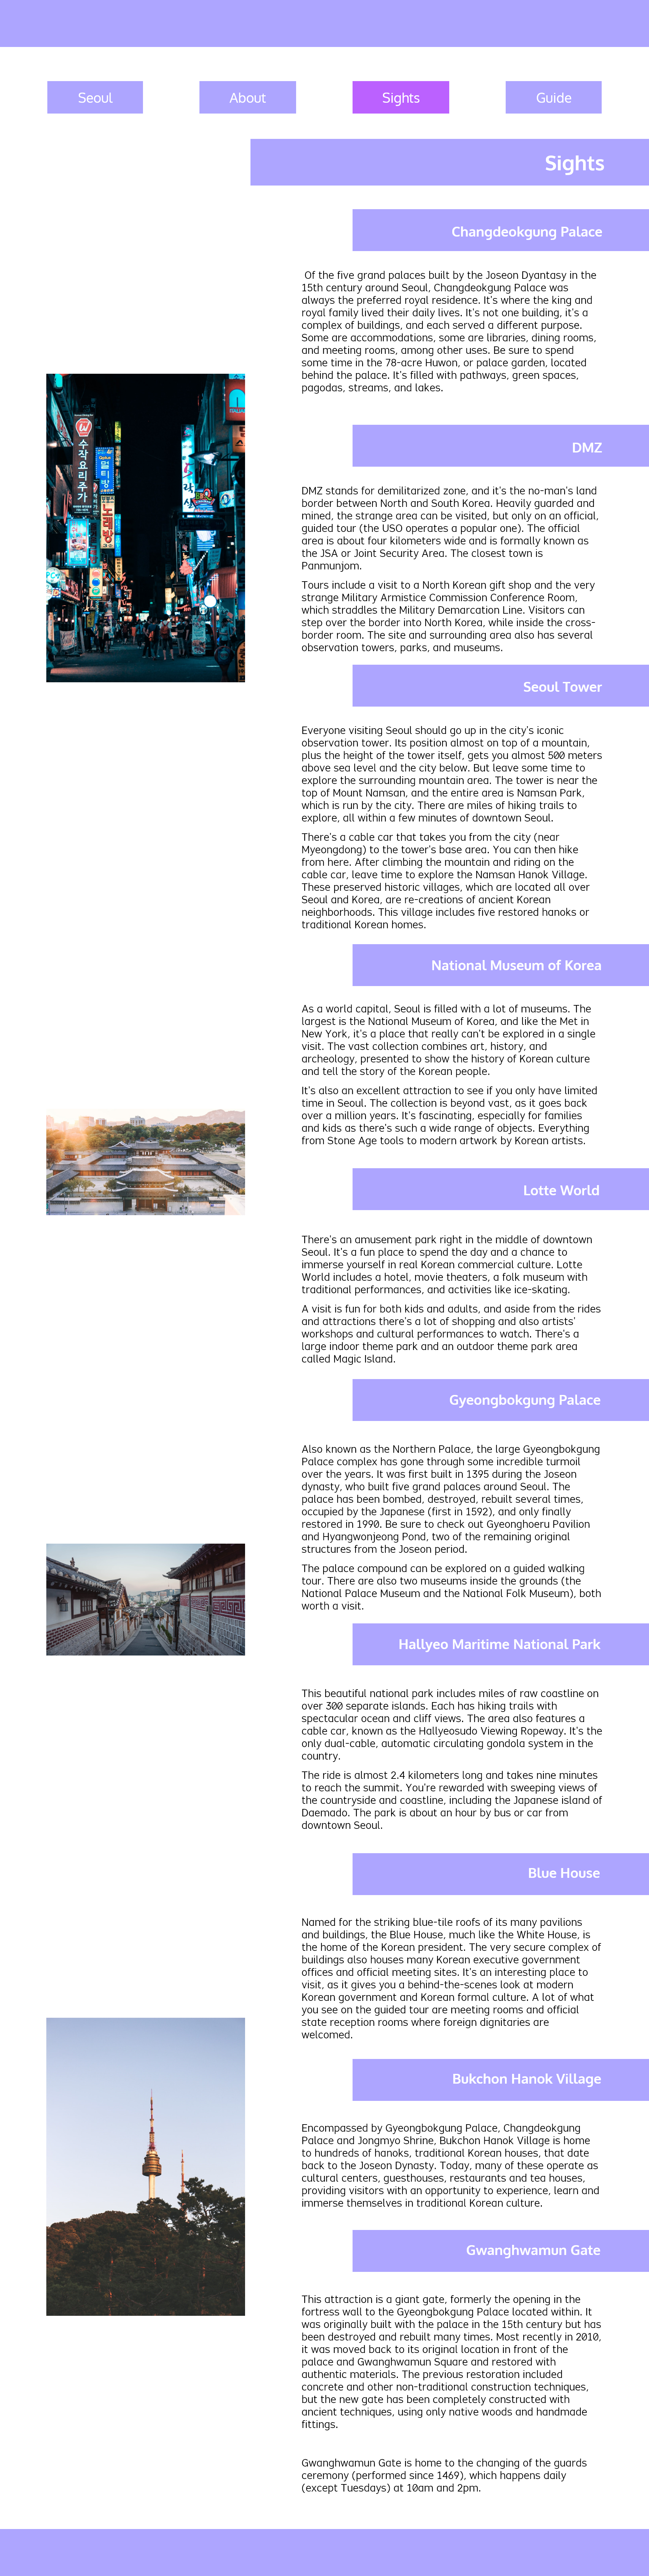 Seoul
About
Sights
Guide
Sights
Changdeokgung Palace
Of the five grand palaces built by the Joseon Dyantasy in the
15th century around Seoul, Changdeokgung Palace was
always the preferred royal residence. It's where the king and
royal family lived their daily lives. It's not one building, it's a
complex of buildings, and each served a different purpose.
Some are accommodations, some are libraries, dining rooms,
and meeting rooms, among other uses. Be sure to spend
some time in the 78-acre Huwon, or palace garden, located
behind the palace. It's filled with pathways, green spaces,
pagodas, streams, and lakes.
수작요리주가
멀티방
노래방
DMZ
DMZ stands for demilitarized zone, and it's the no-man's land
border between North and South Korea. Heavily guarded and
mined, the strange area can be visited, but only on an official,
guided tour (the USO operates a popular one). The official
area is about four kilometers wide and is formally known as
the JSA or Joint Security Area. The closest town is
Panmunjom.
Tours include a visit to a North Korean gift shop and the very
strange Military Armistice Commission Conference Room,
which straddles the Military Demarcation Line. Visitors can
step over the border into North Korea, while inside the cross-
border room. The site and surrounding area also has several
observation towers, parks, and museums.
Seoul Tower
Everyone visiting Seoul should go up in the city's iconic
observation tower. Its position almost on top of a mountain,
plus the height of the tower itself, gets you almost 500 meters
above sea level and the city below. But leave some time to
explore the surrounding mountain area. The tower is near the
top of Mount Namsan, and the entire area is Namsan Park,
which is run by the city. There are miles of hiking trails to
explore, all within a few minutes of downtown Seoul.
There's a cable car that takes you from the city (near
Myeongdong) to the tower's base area. You can then hike
from here. After climbing the mountain and riding on the
cable car, leave time to explore the Namsan Hanok Village.
These preserved historic villages, which are located all over
Seoul and Korea, are re-creations of ancient Korean
neighborhoods. This village includes five restored hanoks or
traditional Korean homes.
National Museum of Korea
As a world capital, Seoul is filled with a lot of museums. The
largest is the National Museum of Korea, and like the Met in
New York, it's a place that really can't be explored in a single
visit. The vast collection combines art, history, and
archeology, presented to show the history of Korean culture
and tell the story of the Korean people.
It's also an excellent attraction to see if you only have limited
time in Seoul. The collection is beyond vast, as it goes back
over a million years. It's fascinating, especially for families
and kids as there's such a wide range of objects. Everything
from Stone Age tools to modern artwork by Korean artists.
Lotte World
There's an amusement park right in the middle of downtown
Seoul. It's a fun place to spend the day and a chance to
immerse yourself in real Korean commercial culture. Lotte
World includes a hotel, movie theaters, a folk museum with
traditional performances, and activities like ice-skating.
A visit is fun for both kids and adults, and aside from the rides
and attractions there's a lot of shopping and also artists'
workshops and cultural performances to watch. There's a
large indoor theme park and an outdoor theme park area
called Magic Island.
Gyeongbokgung Palace
Also known as the Northern Palace, the large Gyeongbokgung
Palace complex has gone through some incredible turmoil
over the years. It was first built in 1395 during the Joseon
dynasty, who built five grand palaces around Seoul. The
palace has been bombed, destroyed, rebuilt several times,
occupied by the Japanese (first in 1592), and only finally
restored in 1990. Be sure to check out Gyeonghoeru Pavilion
and Hyangwonjeong Pond, two of the remaining original
structures from the Joseon period.
The palace compound can be explored on a guided walking
tour. There are also two museums inside the grounds (the
National Palace Museum and the National Folk Museum), both
worth a visit.
Hallyeo Maritime National Park
This beautiful national park includes miles of raw coastline on
over 300 separate islands. Each has hiking trails with
spectacular ocean and cliff views. The area also features a
cable car, known as the Hallyeosudo Viewing Ropeway. It's the
only dual-cable, automatic circulating gondola system in the
country.
The ride is almost 2.4 kilometers long and takes nine minutes
to reach the summit. You're rewarded with sweeping views of
the countryside and coastline, including the Japanese island of
Daemado. The park is about an hour by bus or car from
downtown Seoul.
Blue House
Named for the striking blue-tile roofs of its many pavilions
and buildings, the Blue House, much like the White House, is
the home of the Korean president. The very secure complex of
buildings also houses many Korean executive government
offices and official meeting sites. It's an interesting place to
visit, as it gives you a behind-the-scenes look at modern
Korean government and Korean formal culture. A lot of what
you see on the guided tour are meeting rooms and official
state reception rooms where foreign dignitaries are
welcomed.
Bukchon Hanok Village
Encompassed by Gyeongbokgung Palace, Changdeokgung
Palace and Jongmyo Shrine, Bukchon Hanok Village is home
to hundreds of hanoks, traditional Korean houses, that date
back to the Joseon Dynasty. Today, many of these operate as
cultural centers, guesthouses, restaurants and tea houses,
providing visitors with an opportunity to experience, learn and
immerse themselves in traditional Korean culture.
Gwanghwamun Gate
This attraction is a giant gate, formerly the opening in the
fortress wall to the Gyeongbokgung Palace located within. It
was originally built with the palace in the 15th century but has
been destroyed and rebuilt many times. Most recently in 2010,
it was moved back to its original location in front of the
palace and Gwanghwamun Square and restored with
authentic materials. The previous restoration included
concrete and other non-traditional construction techniques,
but the new gate has been completely constructed with
ancient techniques, using only native woods and handmade
fittings.
Gwanghwamun Gate is home to the changing of the guards
ceremony (performed since 1469), which happens daily
(except Tuesdays) at 10am and 2pm.